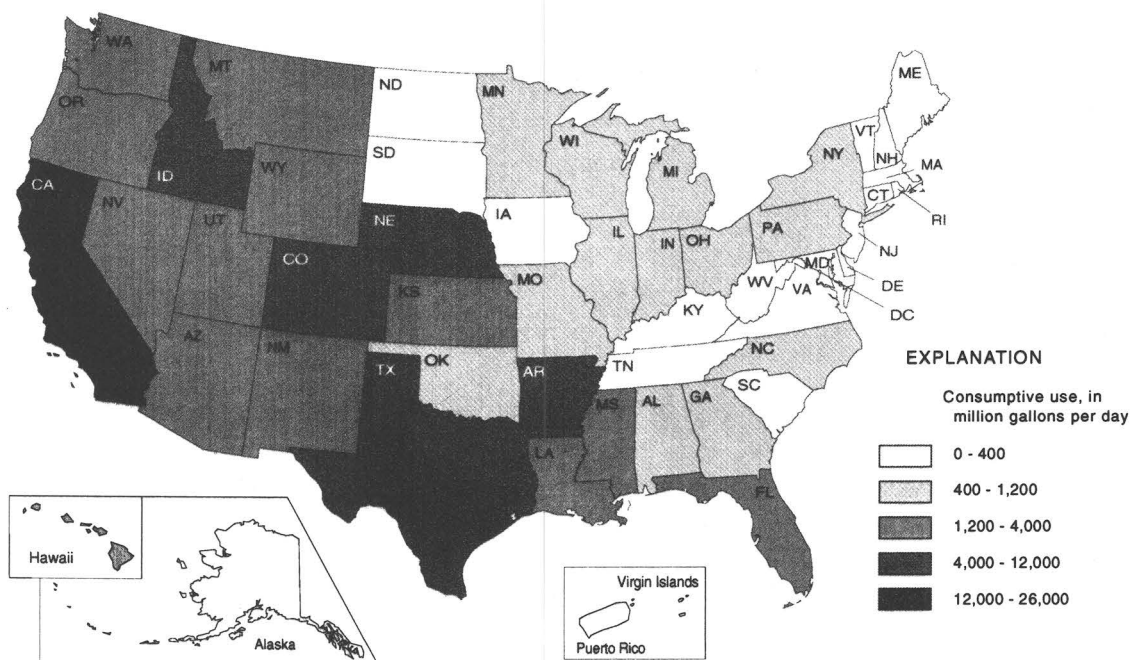 WA
MT
ND
MN
ME
OR
SD
WI
VT
NY
NH
MA
ID
WY
MI
CT
RI
CA
NV
UT
NE
IA
PA
NJ
IL
IN
OH
CO
KS
MO
WV
MD
VA
DE
DC
KY
AZ
NM
OK
TX
AR
TN
NC
SC
MS
AL
GA
LA
FL
EXPLANATION
Consumptive use, in
million gallons per day
0 - 400
400 - 1,200
1,200 - 4,000
4,000 - 12,000
12,000 - 26,000
Hawaii
Alaska
Virgin Islands
Puerto Rico